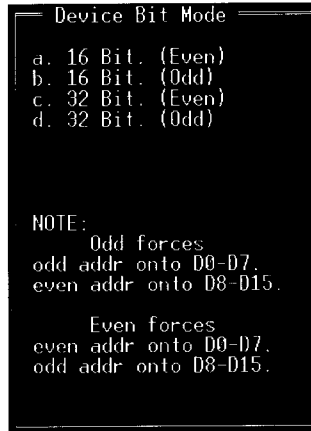 Device Bit Mode
a. 16 Bit. (Even)
b. 16 Bit. (Odd)
c. 32 Bit. (Even)
d. 32 Bit. (Odd)
NOTE:
Odd forces
odd addr onto D0-D7.
even addr onto D8-D15.
Even forces
even addr onto D0-D7.
odd addr onto D8-D15.